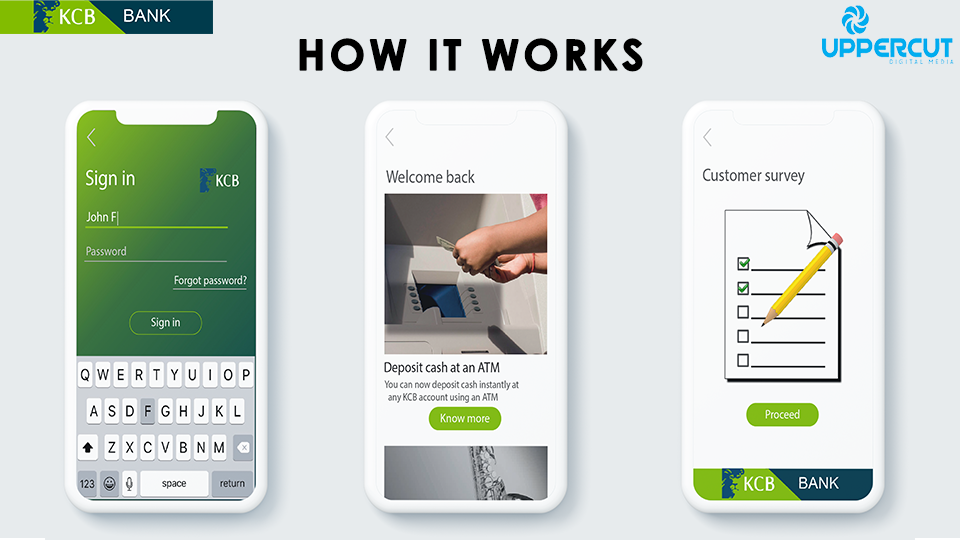 KCB BANK
UPPERCUT
DIGITAL MEDIA
HOW IT WORKS
Sign in
KCB
John F
Password
Forgot password?
Sign in
Q W E R T Y U I O P
A S D F G H J K L
Z X C V B N M
123 space return
Welcome back
Deposit cash at an ATM
You can now deposit cash instantly at
any KCB account using an ATM
Know more
Customer survey
Proceed
KCB BANK